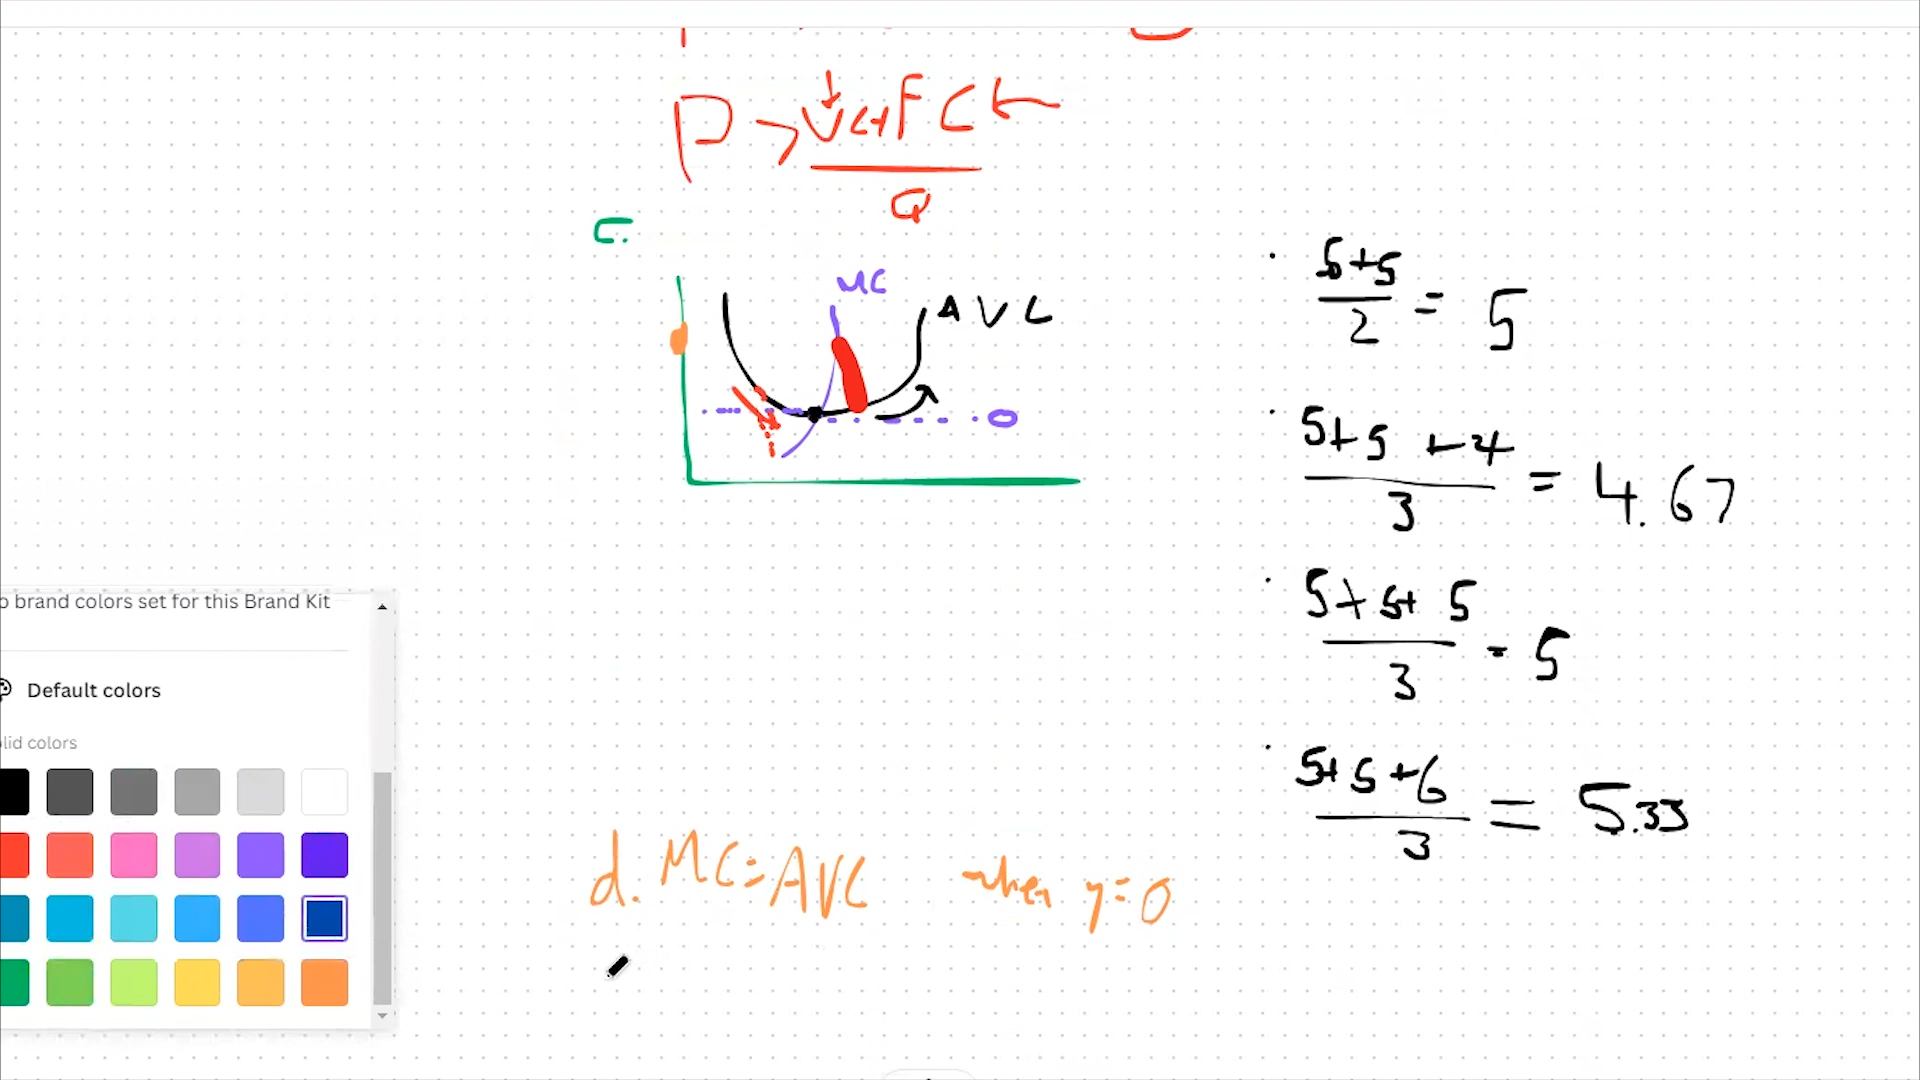 P > VC+FC
Q
c.
MC
AVC
5+5
2
= 5
5+5+4
3
= 4.67
5+5+5
3
= 5
5+5+6
3
= 5.33
d. MC=AVC when y=0
o brand colors set for this Brand Kit
Default colors
lid colors